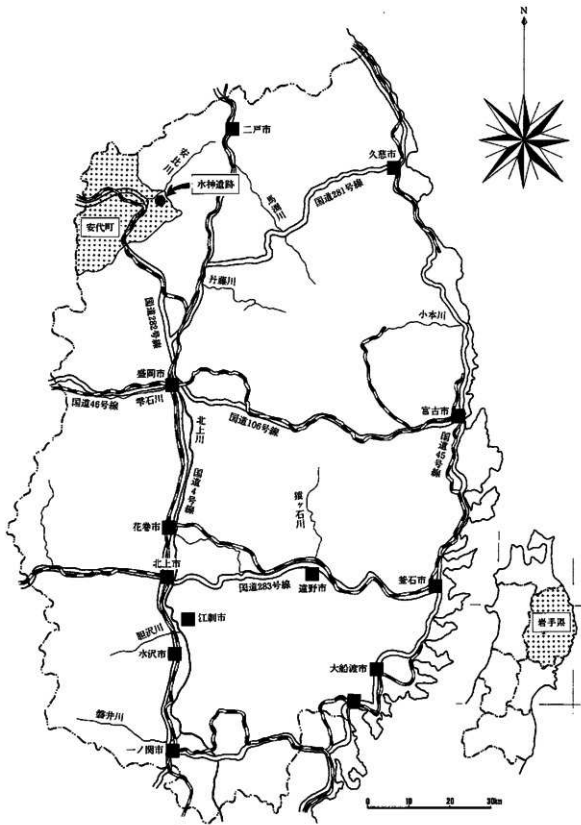 N
二戸市
安比川
久慈市
水神遺跡
馬淵川
国道281号線
安代町
丹藤川
国道282号線
小本川
盛岡市
雫石川
国道46号線
北上川
国道106号線
宮古市
国道45号線
国道4号線
猿ヶ石川
花巻市
北上市
国道283号線
遠野市
釜石市
岩手県
江刺市
胆沢川
水沢市
大船渡市
磐井川
一ノ関市
0 10 20 30km